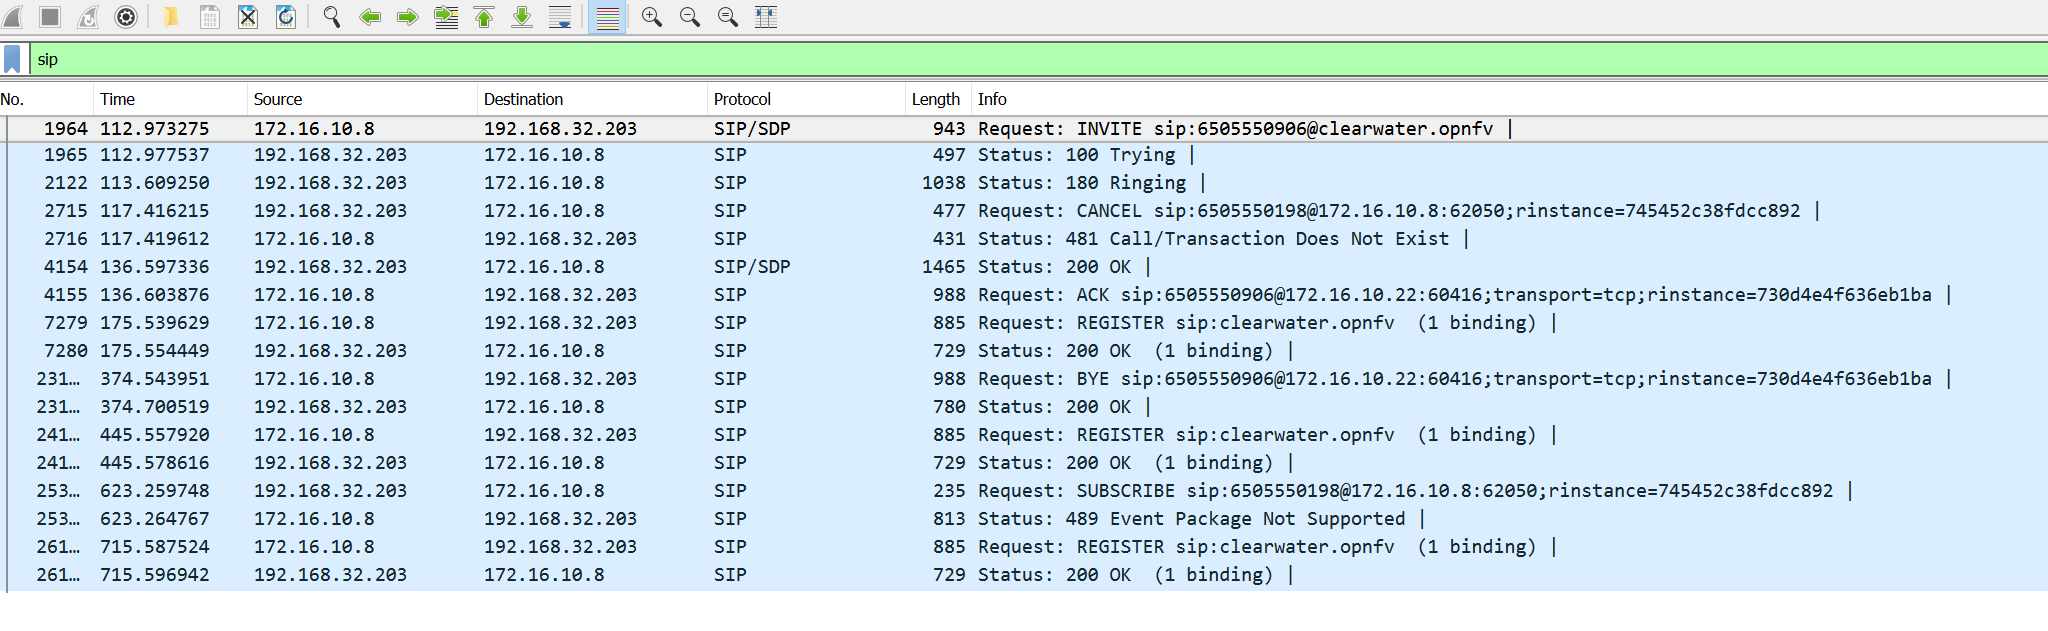 sip
No. Time Source Destination Protocol Length Info
1964 112.973275 172.16.10.8 192.168.32.203 SIP/SDP 943 Request: INVITE sip:6505550906@clearwater.opnfv |
1965 112.977537 192.168.32.203 172.16.10.8 SIP 497 Status: 100 Trying |
2122 113.609250 192.168.32.203 172.16.10.8 SIP 1038 Status: 180 Ringing |
2715 117.416215 192.168.32.203 172.16.10.8 SIP 477 Request: CANCEL sip:6505550198@172.16.10.8:62050;rinstance=745452c38fdcc892 |
2716 117.419612 172.16.10.8 192.168.32.203 SIP 431 Status: 481 Call/Transaction Does Not Exist |
4154 136.597336 192.168.32.203 172.16.10.8 SIP/SDP 1465 Status: 200 OK |
4155 136.603876 172.16.10.8 192.168.32.203 SIP 988 Request: ACK sip:6505550906@172.16.10.22:60416;transport=tcp;rinstance=730d4e4f636eb1ba |
7279 175.539629 172.16.10.8 192.168.32.203 SIP 885 Request: REGISTER sip:clearwater.opnfv (1 binding) |
7280 175.554449 192.168.32.203 172.16.10.8 SIP 729 Status: 200 OK (1 binding) |
231… 374.543951 172.16.10.8 192.168.32.203 SIP 988 Request: BYE sip:6505550906@172.16.10.22:60416;transport=tcp;rinstance=730d4e4f636eb1ba |
231… 374.700519 192.168.32.203 172.16.10.8 SIP 780 Status: 200 OK |
241… 445.557920 172.16.10.8 192.168.32.203 SIP 885 Request: REGISTER sip:clearwater.opnfv (1 binding) |
241… 445.578616 192.168.32.203 172.16.10.8 SIP 729 Status: 200 OK (1 binding) |
253… 623.259748 192.168.32.203 172.16.10.8 SIP 235 Request: SUBSCRIBE sip:6505550198@172.16.10.8:62050;rinstance=745452c38fdcc892 |
253… 623.264767 172.16.10.8 192.168.32.203 SIP 813 Status: 489 Event Package Not Supported |
261… 715.587524 172.16.10.8 192.168.32.203 SIP 885 Request: REGISTER sip:clearwater.opnfv (1 binding) |
261… 715.596942 192.168.32.203 172.16.10.8 SIP 729 Status: 200 OK (1 binding) |